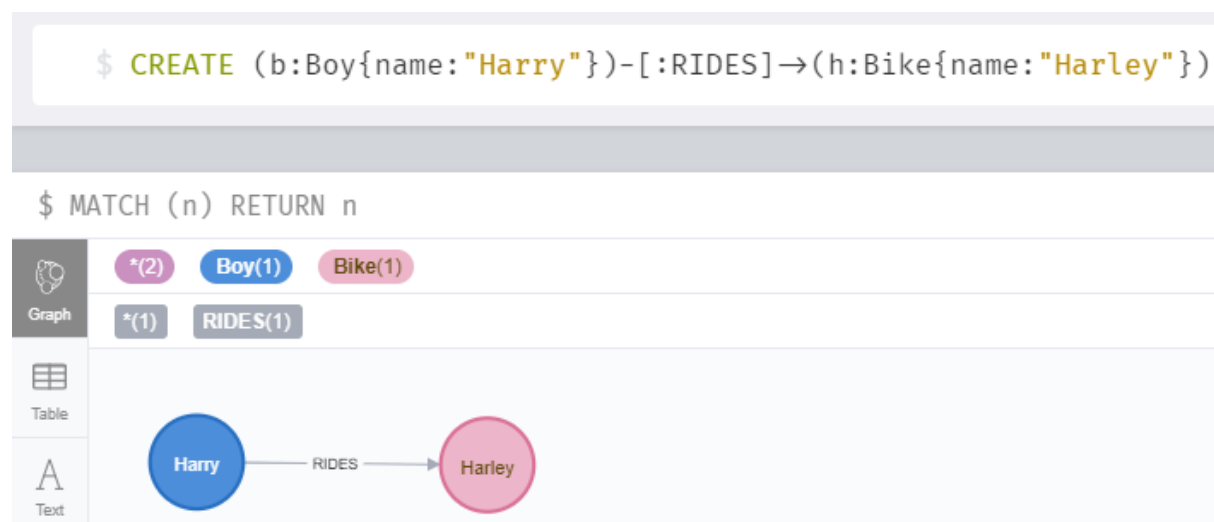 $ CREATE (b:Boy{name:"Harry"})-[:RIDES]→(h:Bike{name:"Harley"})
$ MATCH (n) RETURN n
*(2) Boy(1) Bike(1)
Graph
*(1) RIDES(1)
Table
Harry RIDES Harley
A
Text